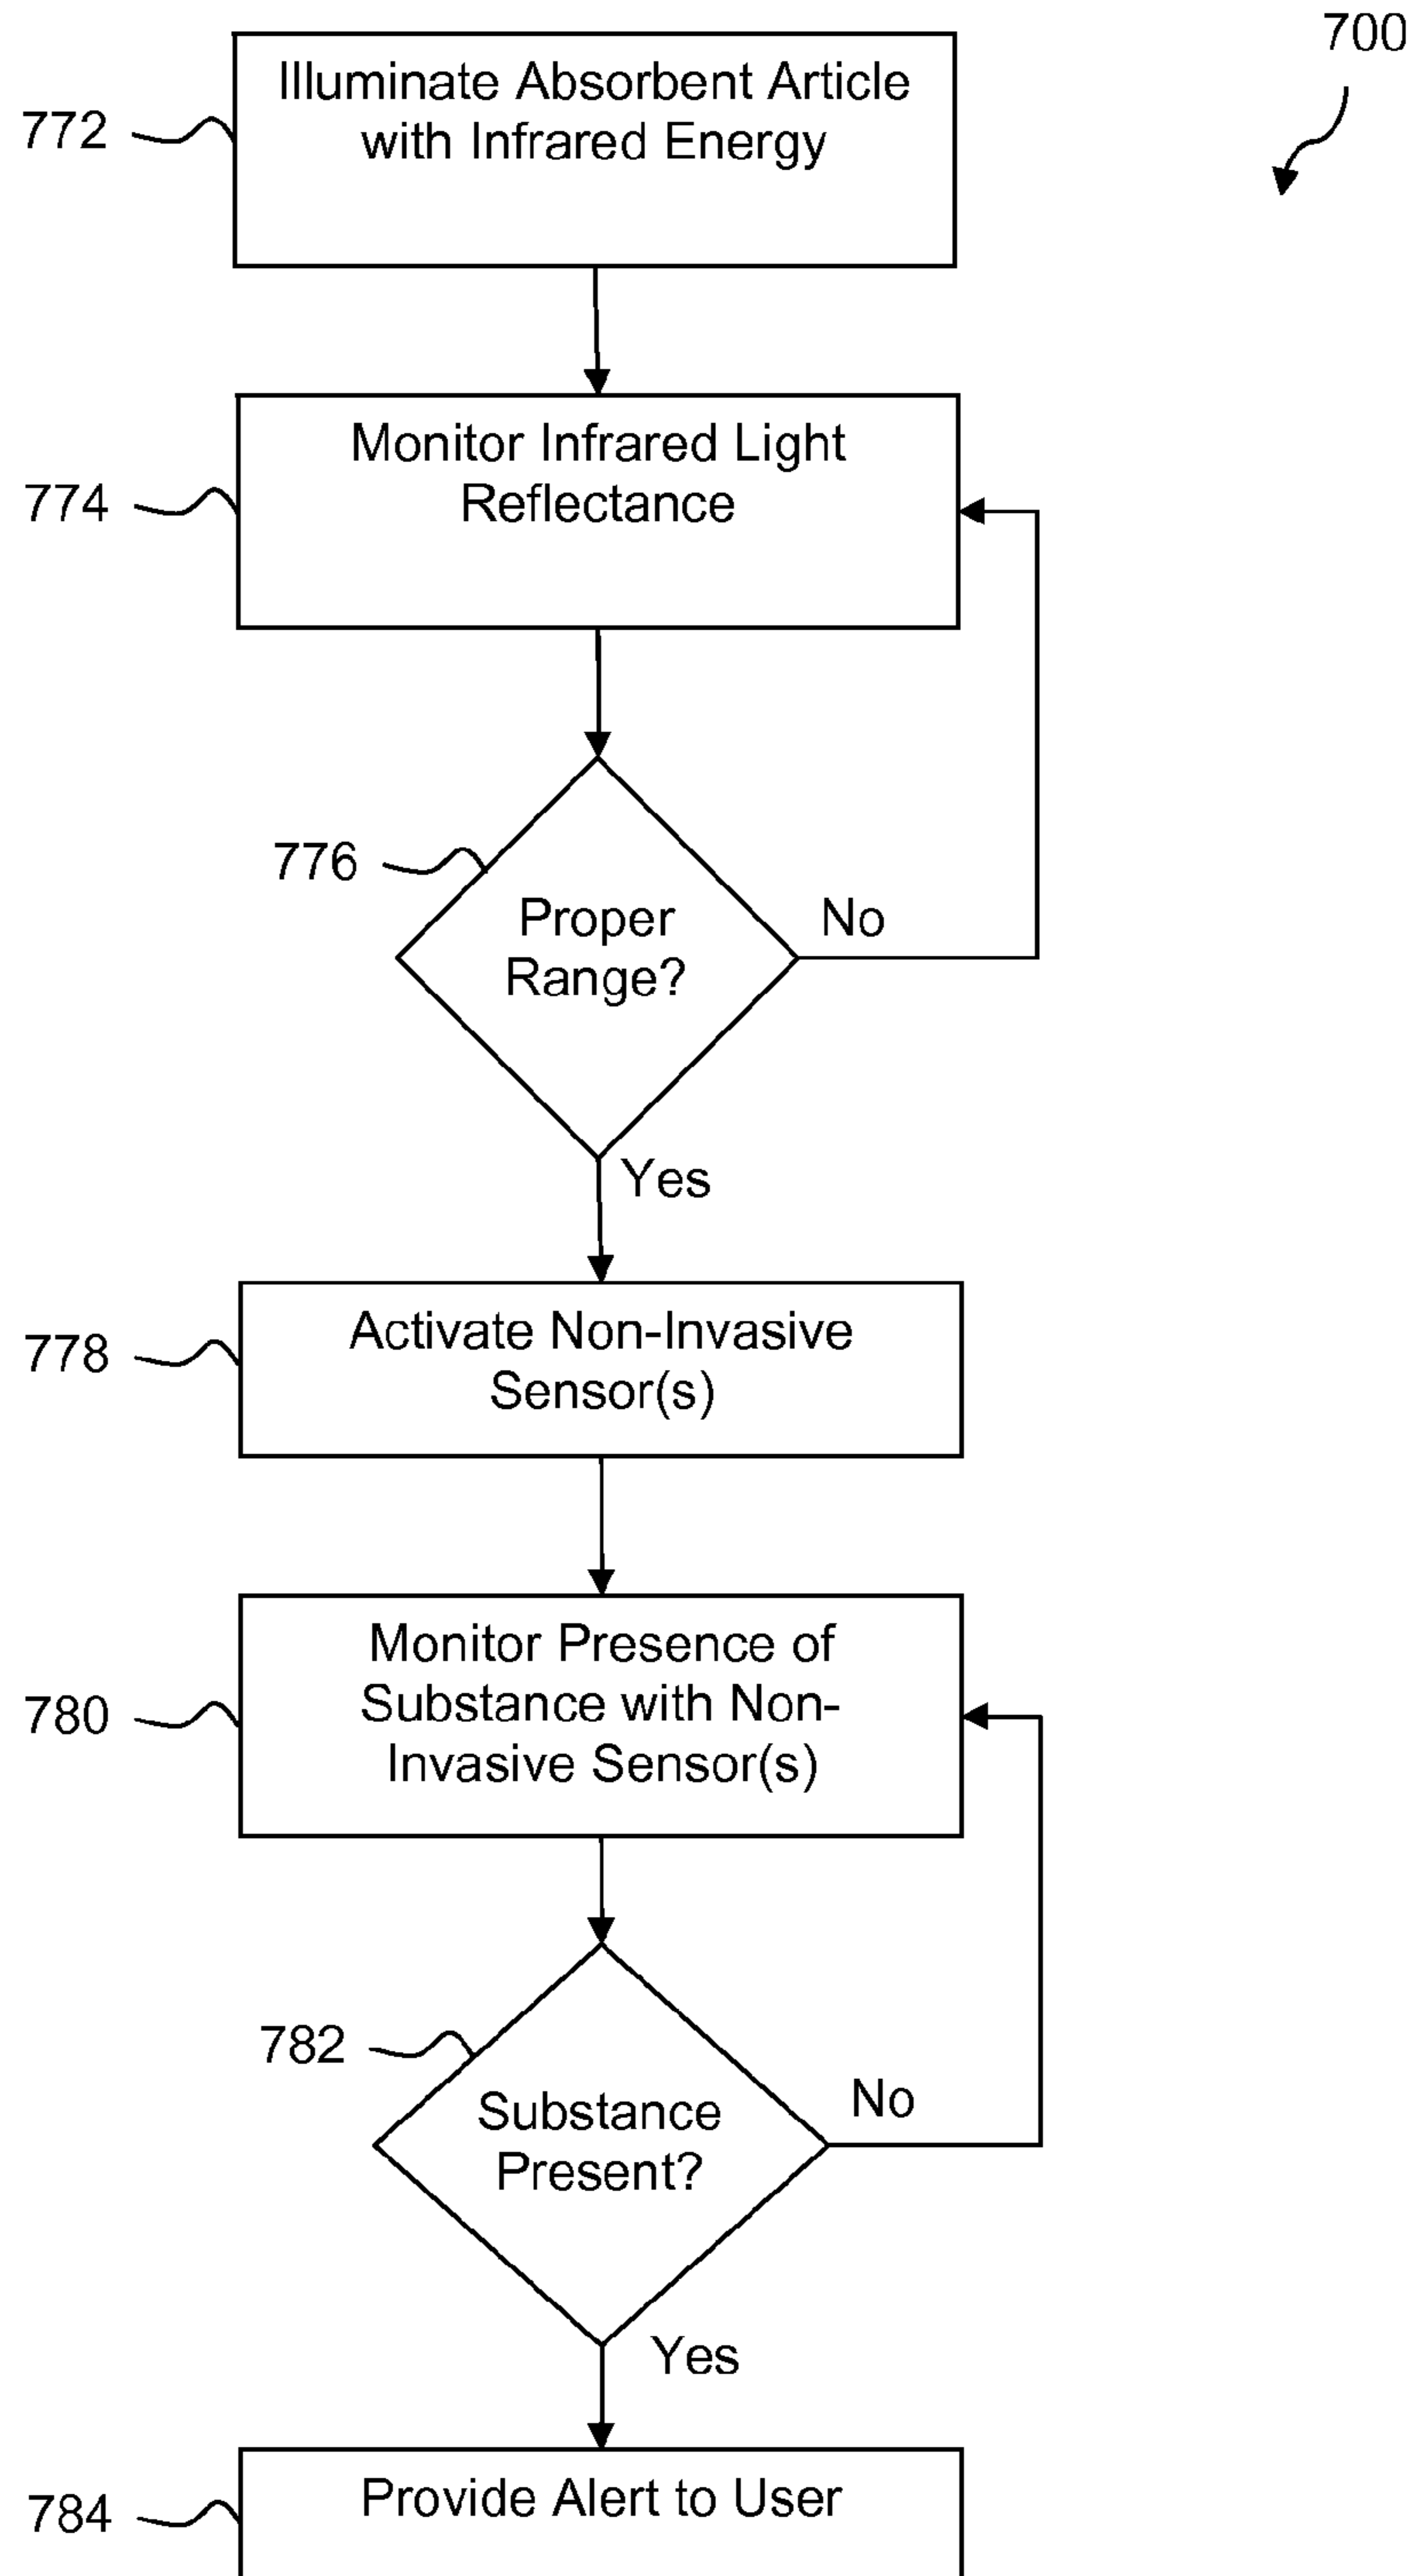 700
772
Illuminate Absorbent Article
with Infrared Energy
774
Monitor Infrared Light
Reflectance
776
Proper
Range?
No
Yes
778
Activate Non-Invasive
Sensor(s)
780
Monitor Presence of
Substance with Non-
Invasive Sensor(s)
782
Substance
Present?
No
Yes
784
Provide Alert to User